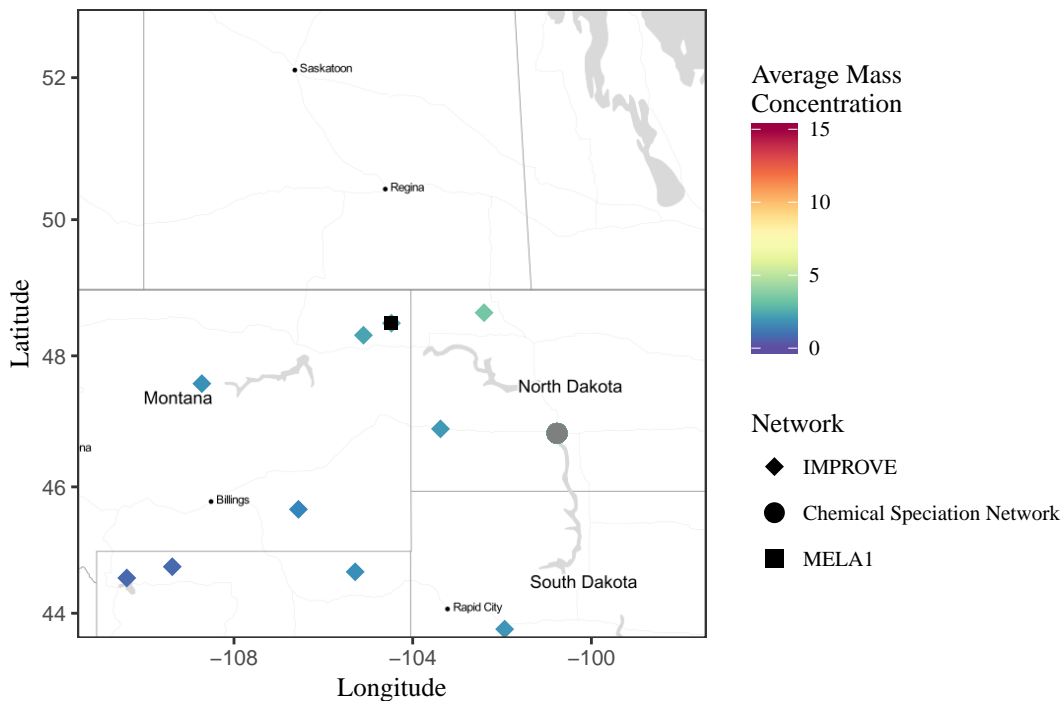 Saskatoon
Regina
Montana
North Dakota
na
Billings
South Dakota
Rapid City
52
50
48
46
44
−108
−104
−100
Latitude
Longitude
Average Mass
Concentration
15
10
5
0
Network
IMPROVE
Chemical Speciation Network
MELA1